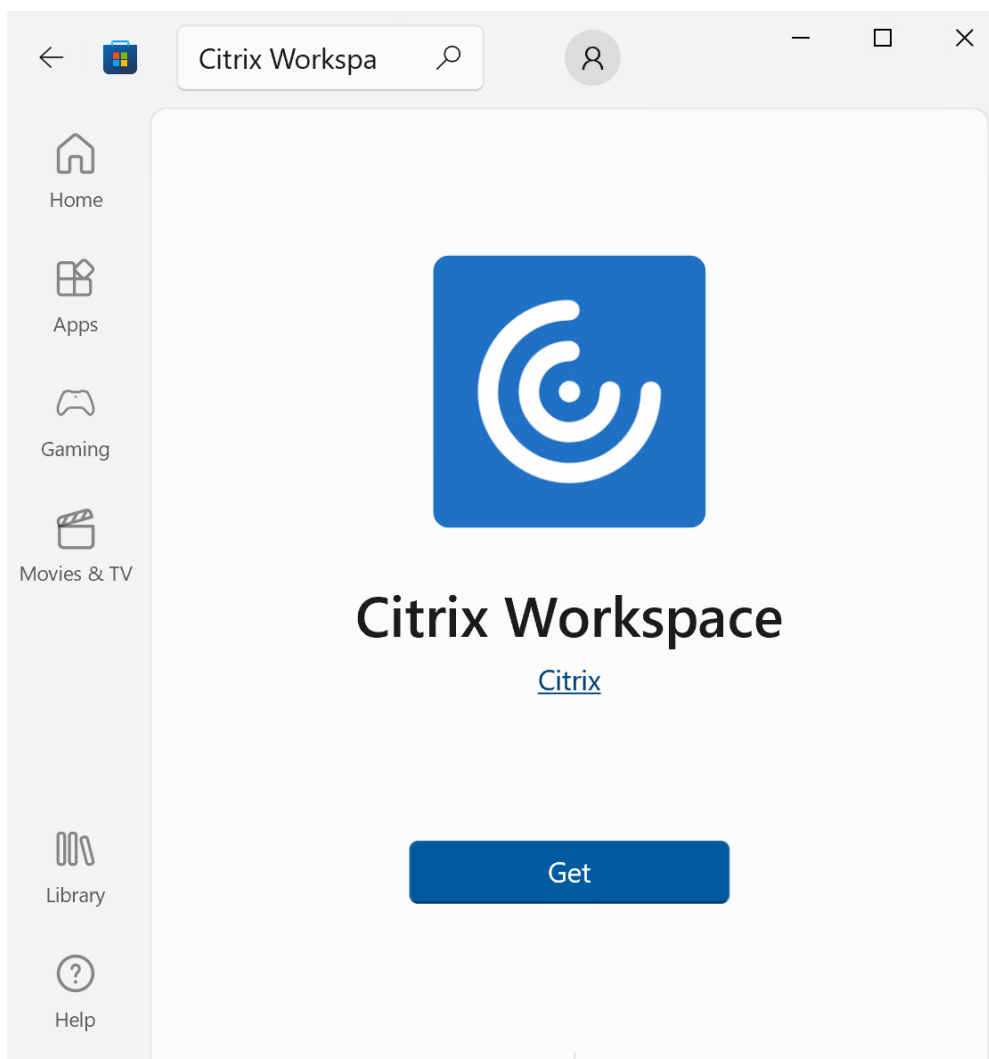 Citrix Workspa
Home
Apps
Gaming
Movies & TV
Citrix Workspace
Citrix
Get
Library
Help